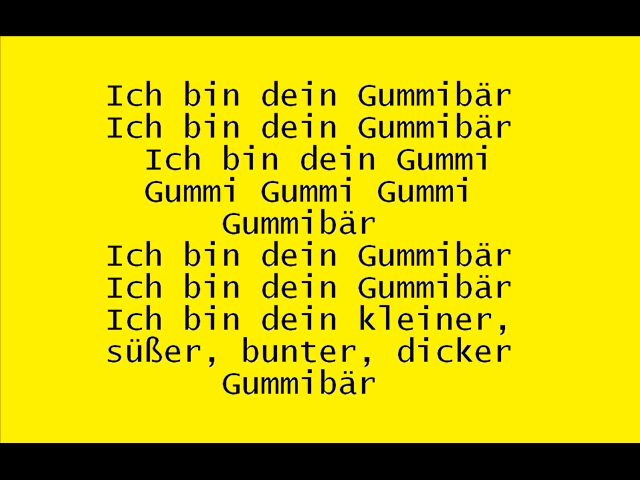 Ich bin dein Gummibär
Ich bin dein Gummibär
Ich bin dein Gummi
Gummi Gummi Gummi
Gummibär
Ich bin dein Gummibär
Ich bin dein Gummibär
Ich bin dein kleiner,
süßer, bunter, dicker
Gummibär